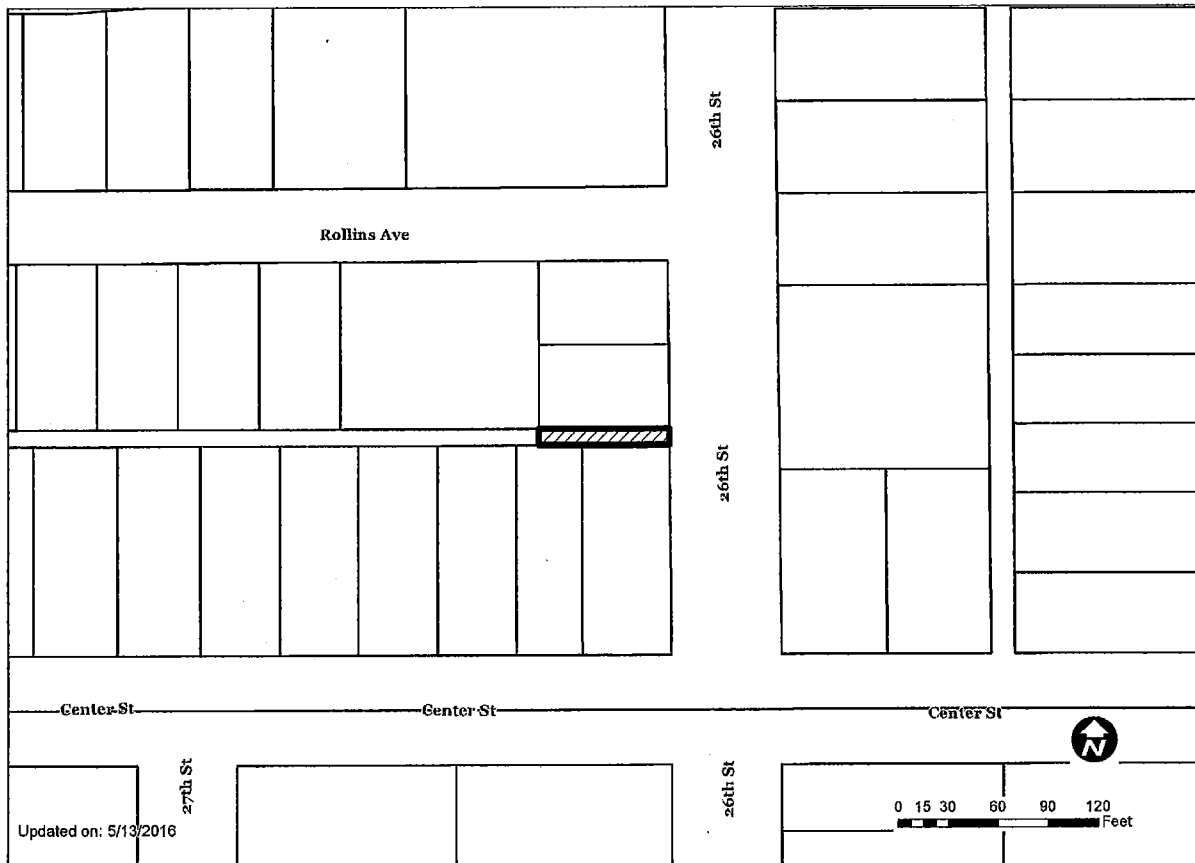 26th St
Rollins Ave
26th St
Center St
Center St
Center St
N
27th St
26th St
0 15 30 60 90 120
Feet
Updated on: 5/13/2016